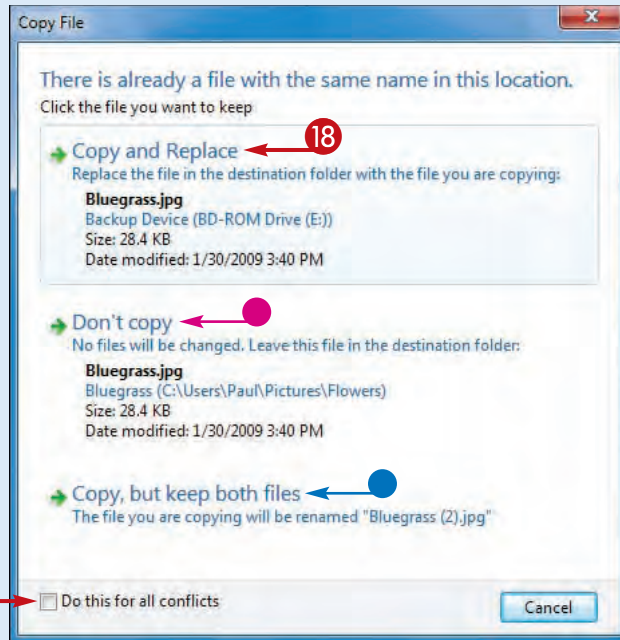 Copy File
There is already a file with the same name in this location.
Click the file you want to keep
Copy and Replace
18
Replace the file in the destination folder with the file you are copying:
Bluegrass.jpg
Backup Device (BD-ROM Drive (E:))
Size: 28.4 KB
Date modified: 1/30/2009 3:40 PM
Don't copy
No files will be changed. Leave this file in the destination folder:
Bluegrass.jpg
Bluegrass (C:\Users\Paul\Pictures\Flowers)
Size: 28.4 KB
Date modified: 1/30/2009 3:40 PM
Copy, but keep both files
The file you are copying will be renamed "Bluegrass (2).jpg"
Do this for all conflicts
Cancel